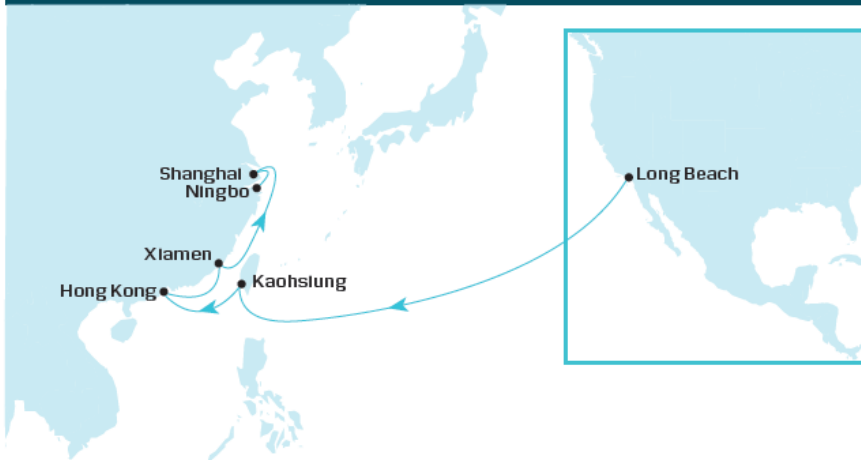 Shanghai
Ningbo
Long Beach
Xiamen
Kaohsiung
Hong Kong